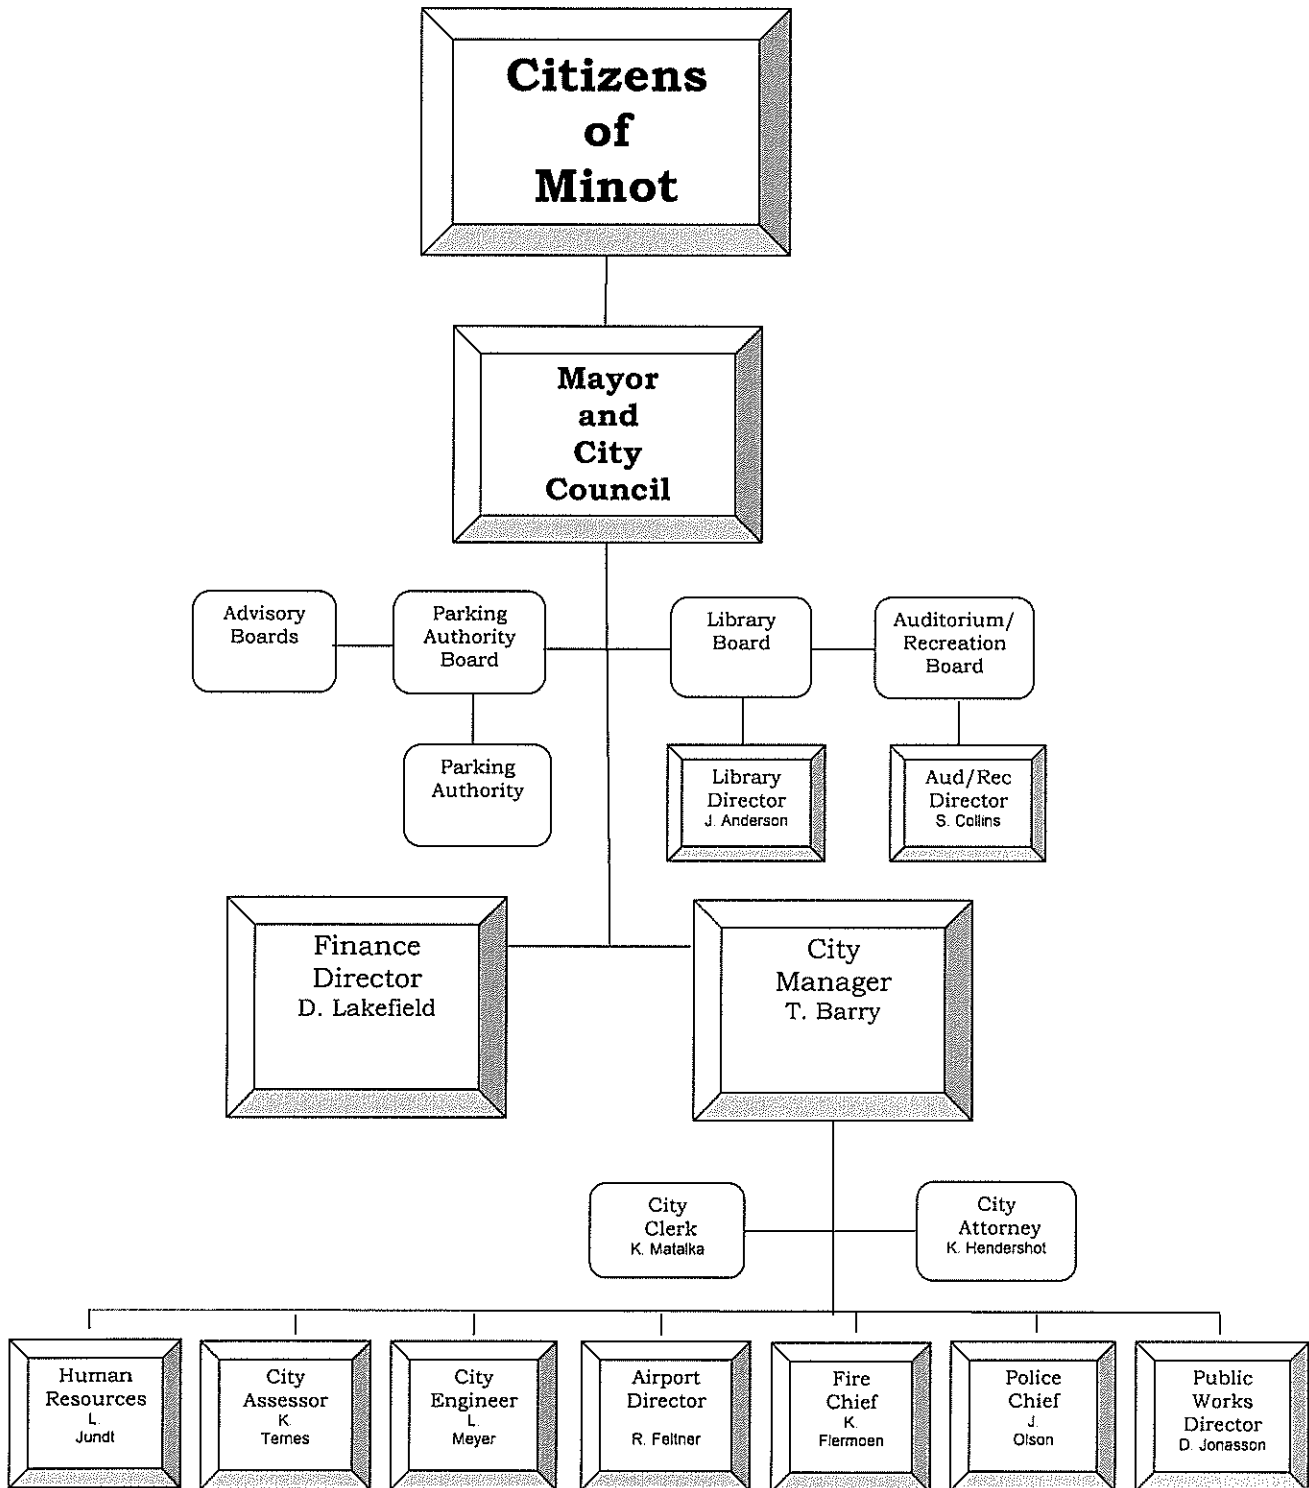 Citizens
of
Minot
Mayor
and
City
Council
Advisory
Boards
Parking
Authority
Board
Library
Board
Auditorium/
Recreation
Board
Parking
Authority
Library
Director
J. Anderson
Aud/Rec
Director
S. Collins
Finance
Director
D. Lakefield
City
Manager
T. Barry
City
Clerk
K. Matalka
City
Attorney
K. Hendershot
Human
Resources
L.
Jundt
City
Assessor
K.
Ternes
City
Engineer
L.
Meyer
Airport
Director
R. Feltner
Fire
Chief
K.
Flermoen
Police
Chief
J.
Olson
Public
Works
Director
D. Jonasson